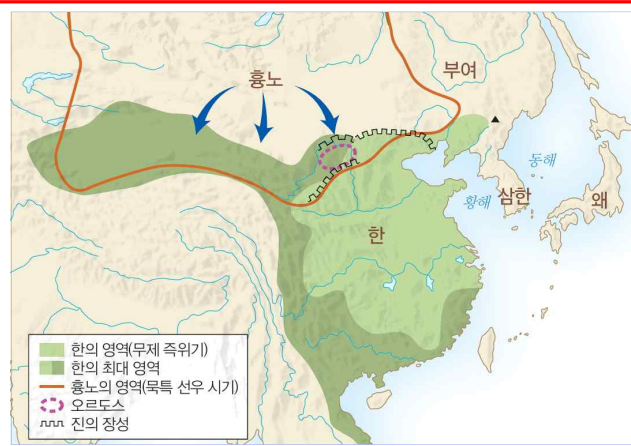 흉노
부여
동해
황해
삼한
왜
한
한의 영역(무제 즉위기)
한의 최대 영역
흉노의 영역(묵특 선우 시기)
오르도스
진의 장성